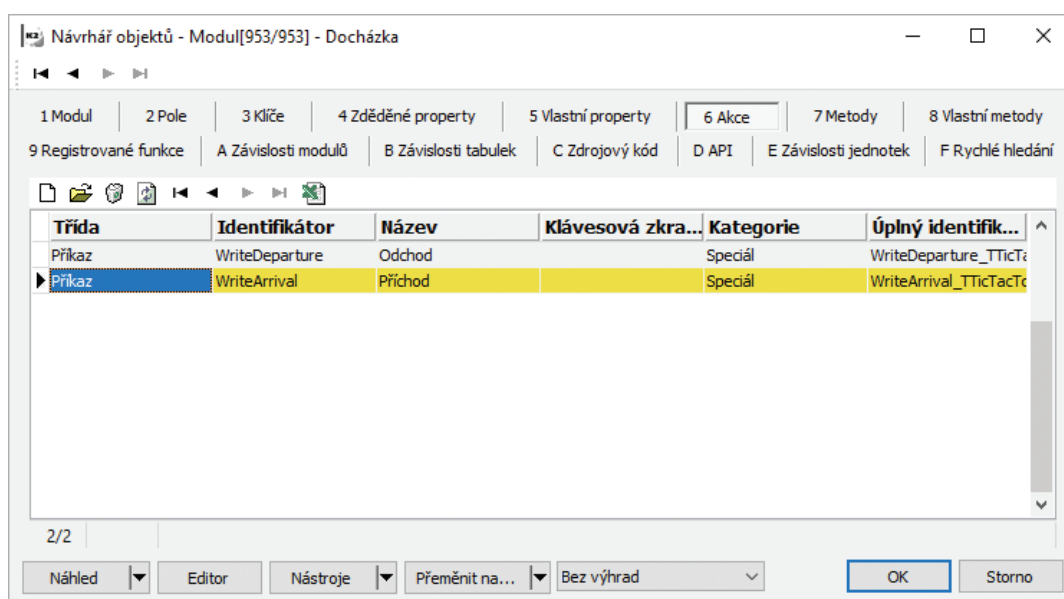 K2 Návrhář objektů - Modul[953/953] - Docházka
1 Modul 2 Pole 3 Klíče 4 Zděděné property 5 Vlastní property 6 Akce 7 Metody 8 Vlastní metody
9 Registrované funkce A Závislosti modulů B Závislosti tabulek C Zdrojový kód D API E Závislosti jednotek F Rychlé hledání
Třída Identifikátor Název Klávesová zkra... Kategorie Úplný identifik...
Příkaz WriteDeparture Odchod Speciál WriteDeparture_TTicTa
Příkaz WriteArrival Příchod Speciál WriteArrival_TTicTacTo
2/2
Náhled Editor Nástroje Přeměnit na... Bez výhrad OK Storno